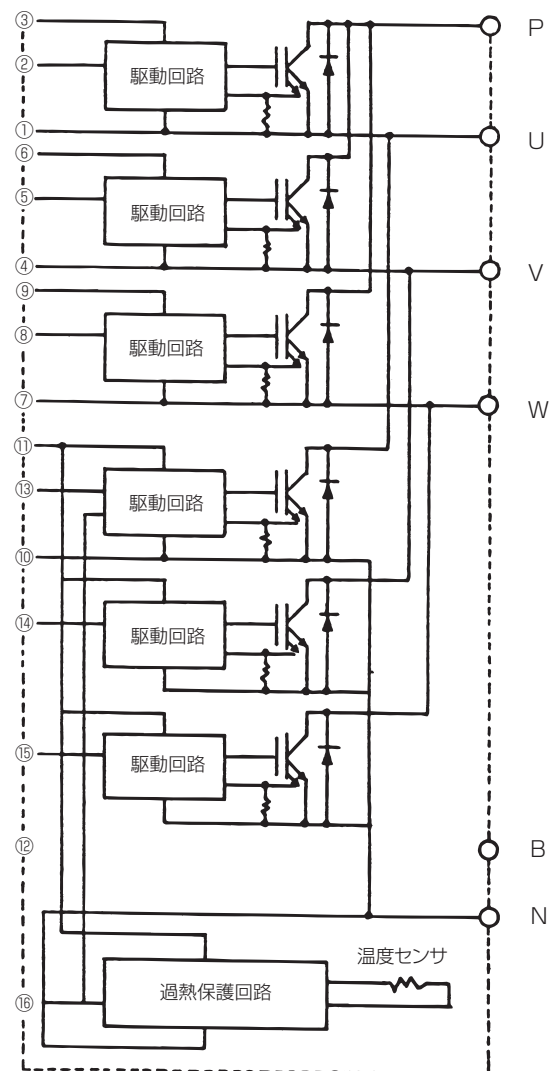 ③ P
② 駆動回路
① U
⑥
⑤ 駆動回路
④ V
⑨
⑧ 駆動回路
⑦ W
⑪
⑬ 駆動回路
⑩
⑭ 駆動回路
⑮ 駆動回路
⑫ B
N
温度センサ
⑯ 過熱保護回路